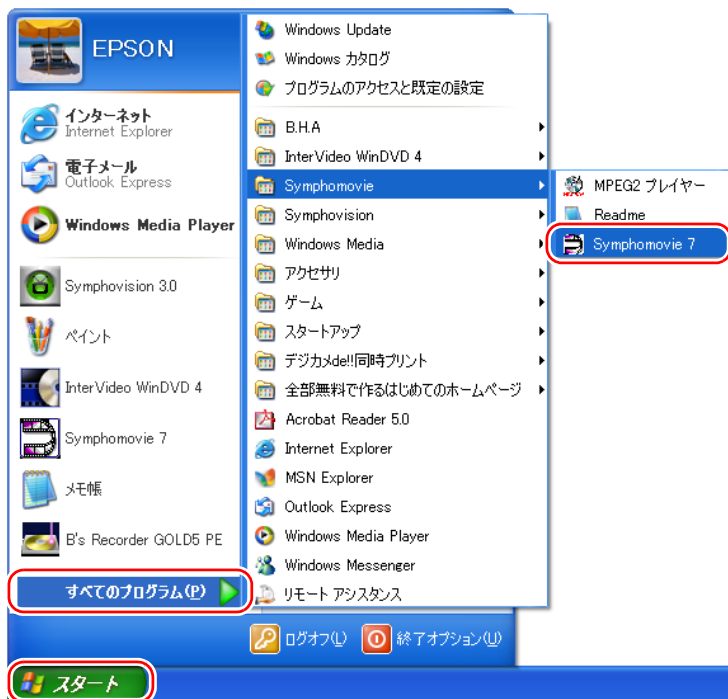 EPSON
インターネット
Internet Explorer
電子メール
Outlook Express
Windows Media Player
Symphovision 3.0
ペイント
InterVideo WinDVD 4
Symphomovie 7
メモ帳
B's Recorder GOLD5 PE
すべてのプログラム(P)
Windows Update
Windows カタログ
プログラムのアクセスと既定の設定
B.H.A
InterVideo WinDVD 4
Symphomovie
Symphovision
Windows Media
アクセサリ
ゲーム
スタートアップ
デジカメde!!同時プリント
全部無料で作るはじめてのホームページ
Acrobat Reader 5.0
Internet Explorer
MSN Explorer
Outlook Express
Windows Media Player
Windows Messenger
リモート アシスタンス
MPEG2 プレイヤー
Readme
Symphomovie 7
ログオフ(L)
終了オプション(U)
スタート